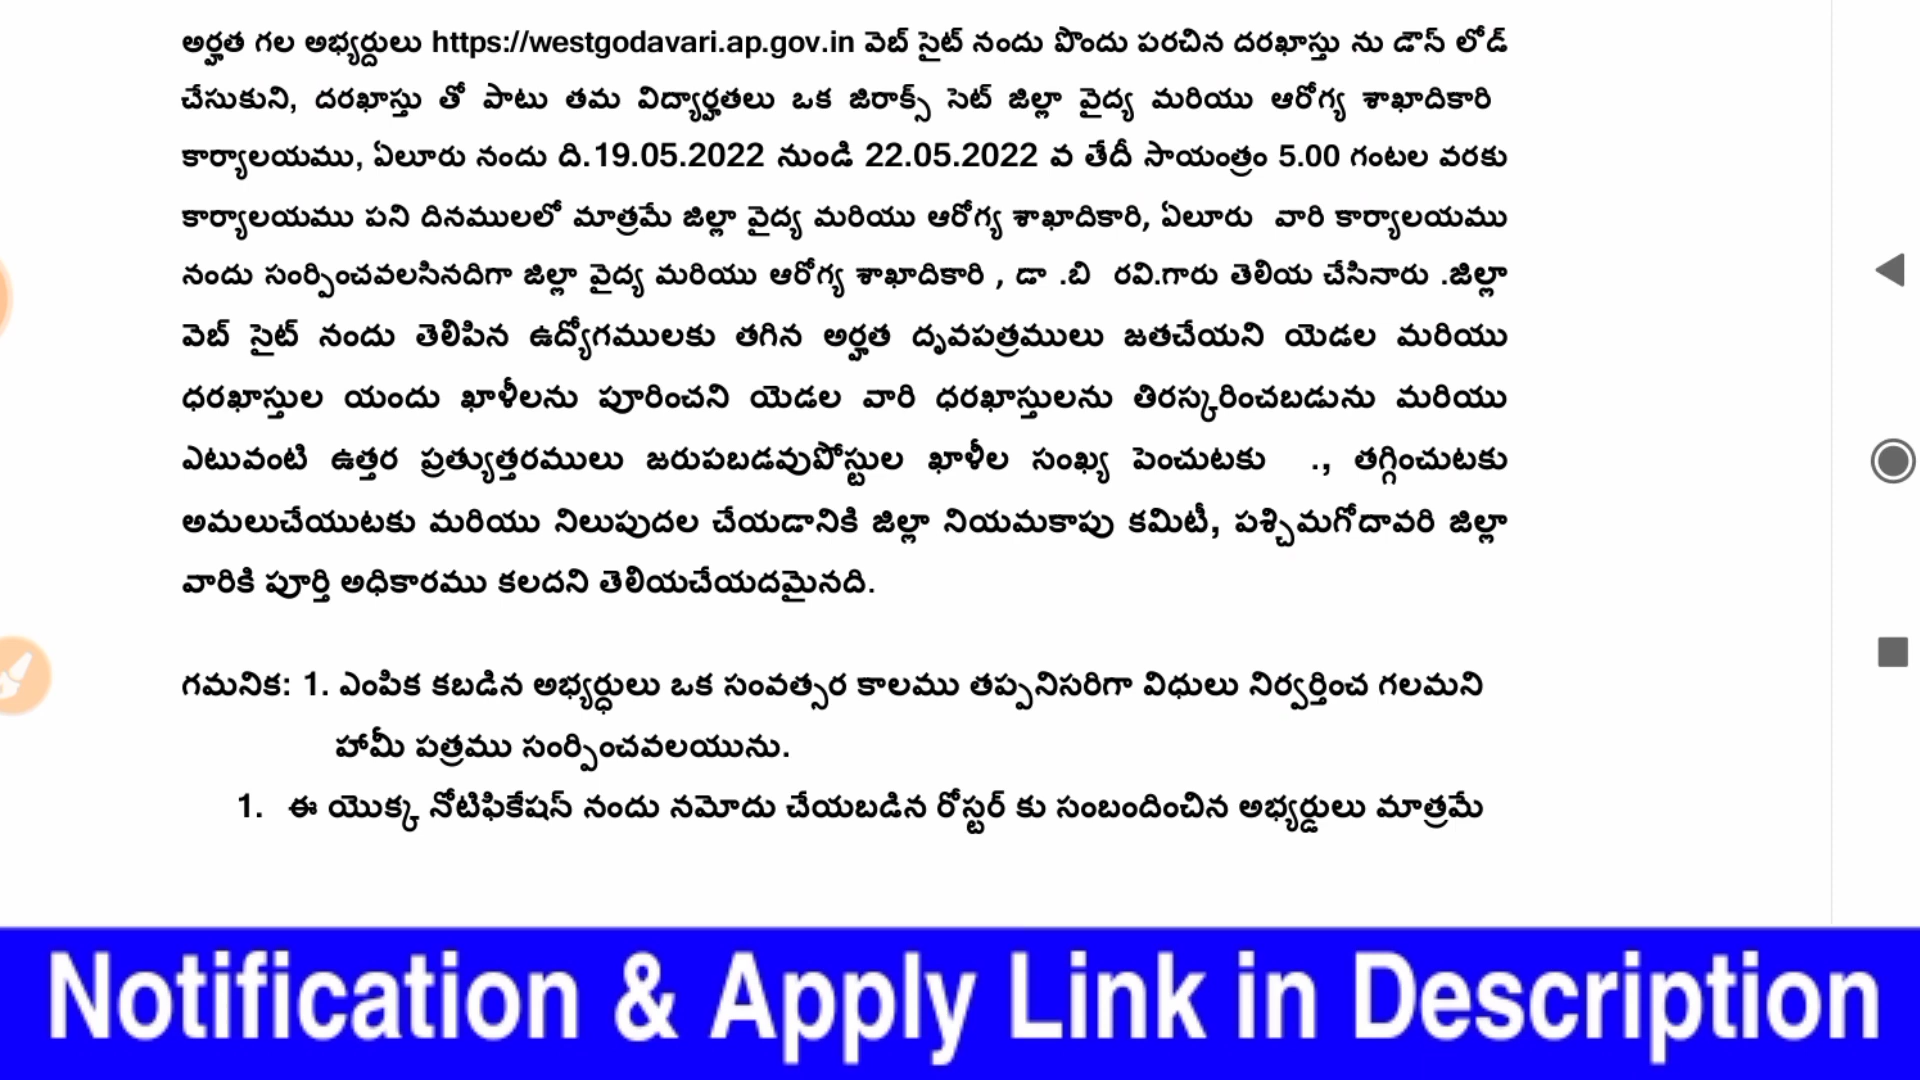 అర్హత గల అభ్యర్దులు https://westgodavari.ap.gov.in వెబ్ సైట్ నందు పొందు పరచిన దరఖాస్తు ను డౌస్ లోడ్
చేసుకుని, దరఖాస్తు తో పాటు తమ విద్యార్హతలు ఒక జిరాక్స్ సెట్ జిల్లా వైద్య మరియు ఆరోగ్య శాఖాదికారి
కార్యాలయము, ఏలూరు నందు ది.19.05.2022 నుండి 22.05.2022 వ తేదీ సాయంత్రం 5.00 గంటల వరకు
కార్యాలయము పని దినములలో మాత్రమే జిల్లా వైద్య మరియు ఆరోగ్య శాఖాదికారి, ఏలూరు వారి కార్యాలయము
నందు సంర్పించవలసినదిగా జిల్లా వైద్య మరియు ఆరోగ్య శాఖాదికారి , డా .బి రవి.గారు తెలియ చేసినారు .జిల్లా
వెబ్ సైట్ నందు తెలిపిన ఉద్యోగములకు తగిన అర్హత దృవపత్రములు జతచేయని యెడల మరియు
ధరఖాస్తుల యందు ఖాళీలను పూరించని యెడల వారి ధరఖాస్తులను తిరస్కరించబడును మరియు
ఎటువంటి ఉత్తర ప్రత్యుత్తరములు జరుపబడవుపోస్టుల ఖాళీల సంఖ్య పెంచుటకు ., తగ్గించుటకు
అమలుచేయుటకు మరియు నిలుపుదల చేయడానికి జిల్లా నియమకాపు కమిటీ, పశ్చిమగోదావరి జిల్లా
వారికి పూర్తి అధికారము కలదని తెలియచేయదమైనది.
గమనిక: 1. ఎంపిక కబడిన అభ్యర్ధులు ఒక సంవత్సర కాలము తప్పనిసరిగా విధులు నిర్వర్తించ గలమని
హామీ పత్రము సంర్పించవలయును.
1. ఈ యొక్క నోటిఫికేషస్ నందు నమోదు చేయబడిన రోస్టర్ కు సంబందించిన అభ్యర్డులు మాత్రమే
Notification & Apply Link in Description